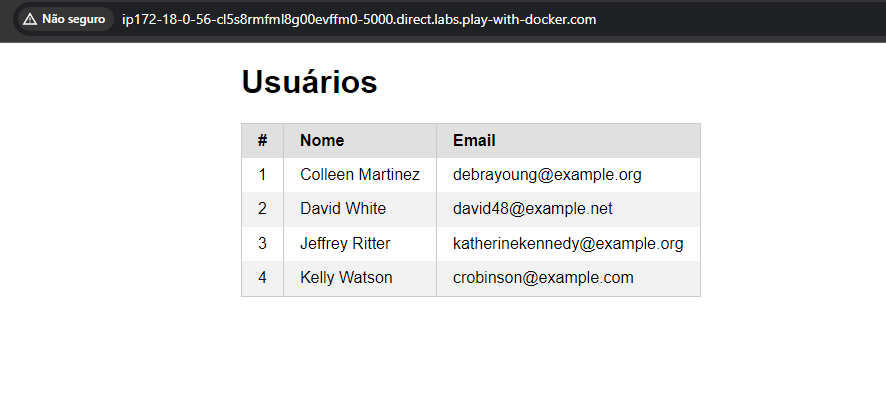 Não seguro ip172-18-0-56-cl5s8rmfml8g00evffm0-5000.direct.labs.play-with-docker.com
Usuários
# Nome Email
1 Colleen Martinez debrayoung@example.org
2 David White david48@example.net
3 Jeffrey Ritter katherinekennedy@example.org
4 Kelly Watson crobinson@example.com